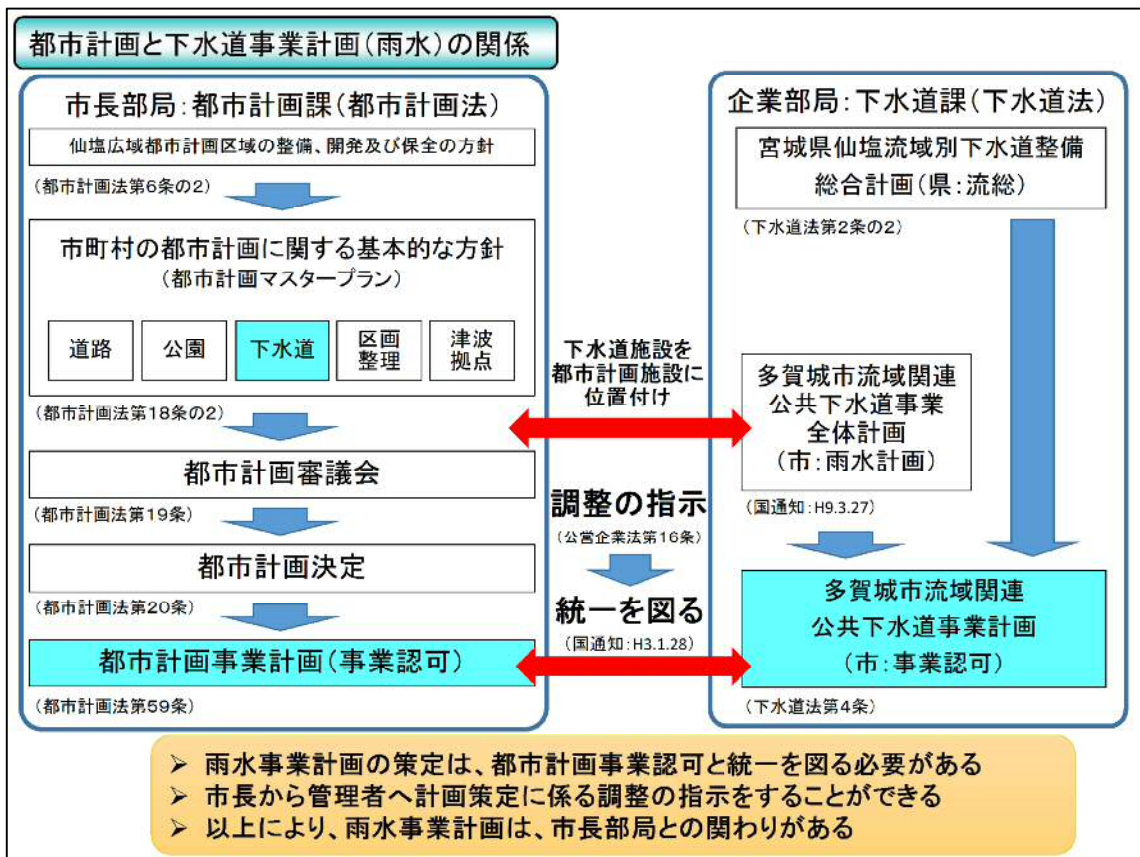 都市計画と下水道事業計画(雨水)の関係
市長部局:都市計画課(都市計画法)
仙塩広域都市計画区域の整備、開発及び保全の方針
(都市計画法第6条の2)
市町村の都市計画に関する基本的な方針
(都市計画マスタープラン)
道路
公園
下水道
区画
整理
津波
拠点
(都市計画法第18条の2)
都市計画審議会
(都市計画法第19条)
都市計画決定
(都市計画法第20条)
都市計画事業計画(事業認可)
(都市計画法第59条)
下水道施設を
都市計画施設に
位置付け
調整の指示
(公営企業法第16条)
統一を図る
(国通知:H3.1.28)
企業部局:下水道課(下水道法)
宮城県仙塩流域別下水道整備
総合計画(県:流総)
(下水道法第2条の2)
多賀城市流域関連
公共下水道事業
全体計画
(市:雨水計画)
(国通知:H9.3.27)
多賀城市流域関連
公共下水道事業計画
(市:事業認可)
(下水道法第4条)
➢ 雨水事業計画の策定は、都市計画事業認可と統一を図る必要がある
➢ 市長から管理者へ計画策定に係る調整の指示をすることができる
➢ 以上により、雨水事業計画は、市長部局との関わりがある